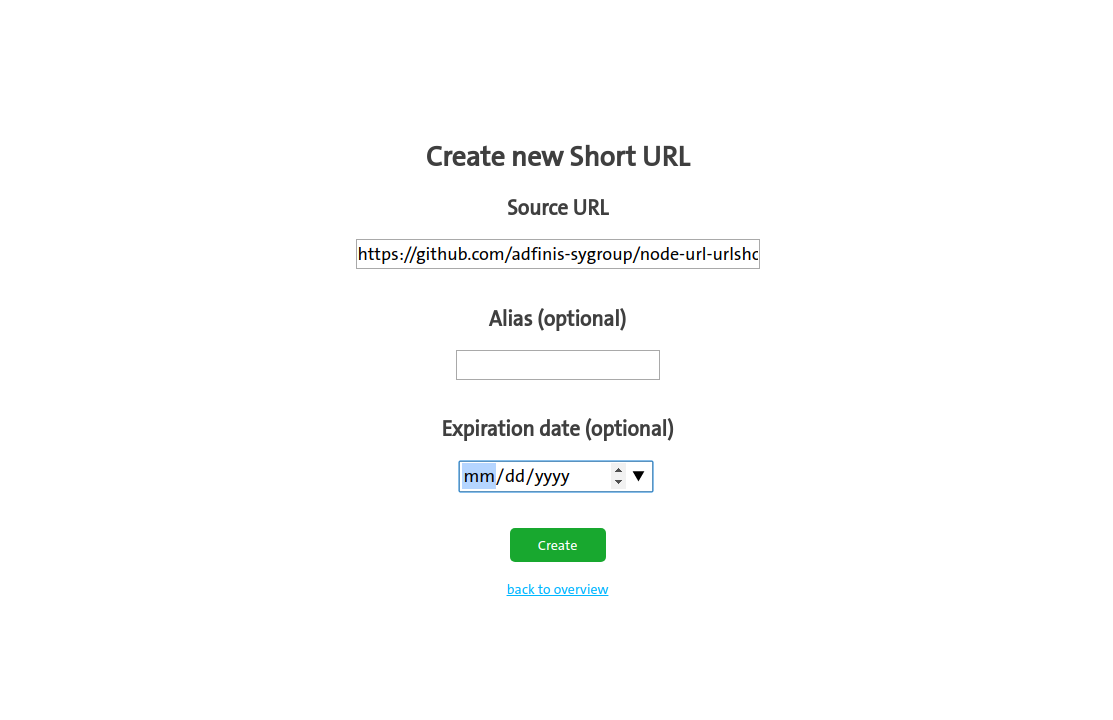 Create new Short URL
Source URL
https://github.com/adfinis-sygroup/node-url-urlsho
Alias (optional)
Expiration date (optional)
mm/dd/yyyy
Create
back to overview